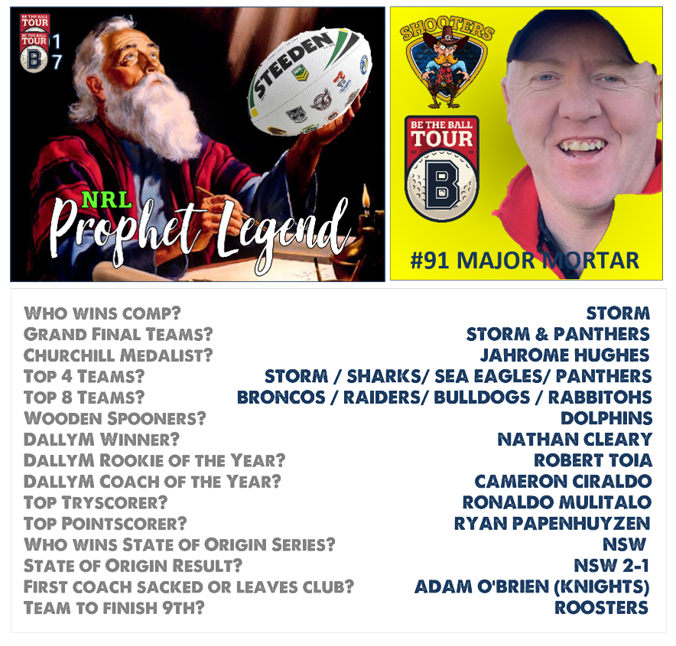 BE THE BALL
TOUR
BE THE BALL
TOUR
B
1
7
STEEDEN
NRL
Prophet Legend
SHOOTERS
BE THE BALL
TOUR
B
#91 MAJOR MORTAR
WHO WINS COMP? STORM
GRAND FINAL TEAMS? STORM & PANTHERS
CHURCHILL MEDALIST? JAHROME HUGHES
TOP 4 TEAMS? STORM / SHARKS/ SEA EAGLES/ PANTHERS
TOP 8 TEAMS? BRONCOS / RAIDERS/ BULLDOGS / RABBITOHS
WOODEN SPOONERS? DOLPHINS
DALLYM WINNER? NATHAN CLEARY
DALLYM ROOKIE OF THE YEAR? ROBERT TOIA
DALLYM COACH OF THE YEAR? CAMERON CIRALDO
TOP TRYSCORER? RONALDO MULITALO
TOP POINTSCORER? RYAN PAPENHUYZEN
WHO WINS STATE OF ORIGIN SERIES? NSW
STATE OF ORIGIN RESULT? NSW 2-1
FIRST COACH SACKED OR LEAVES CLUB? ADAM O'BRIEN (KNIGHTS)
TEAM TO FINISH 9TH? ROOSTERS